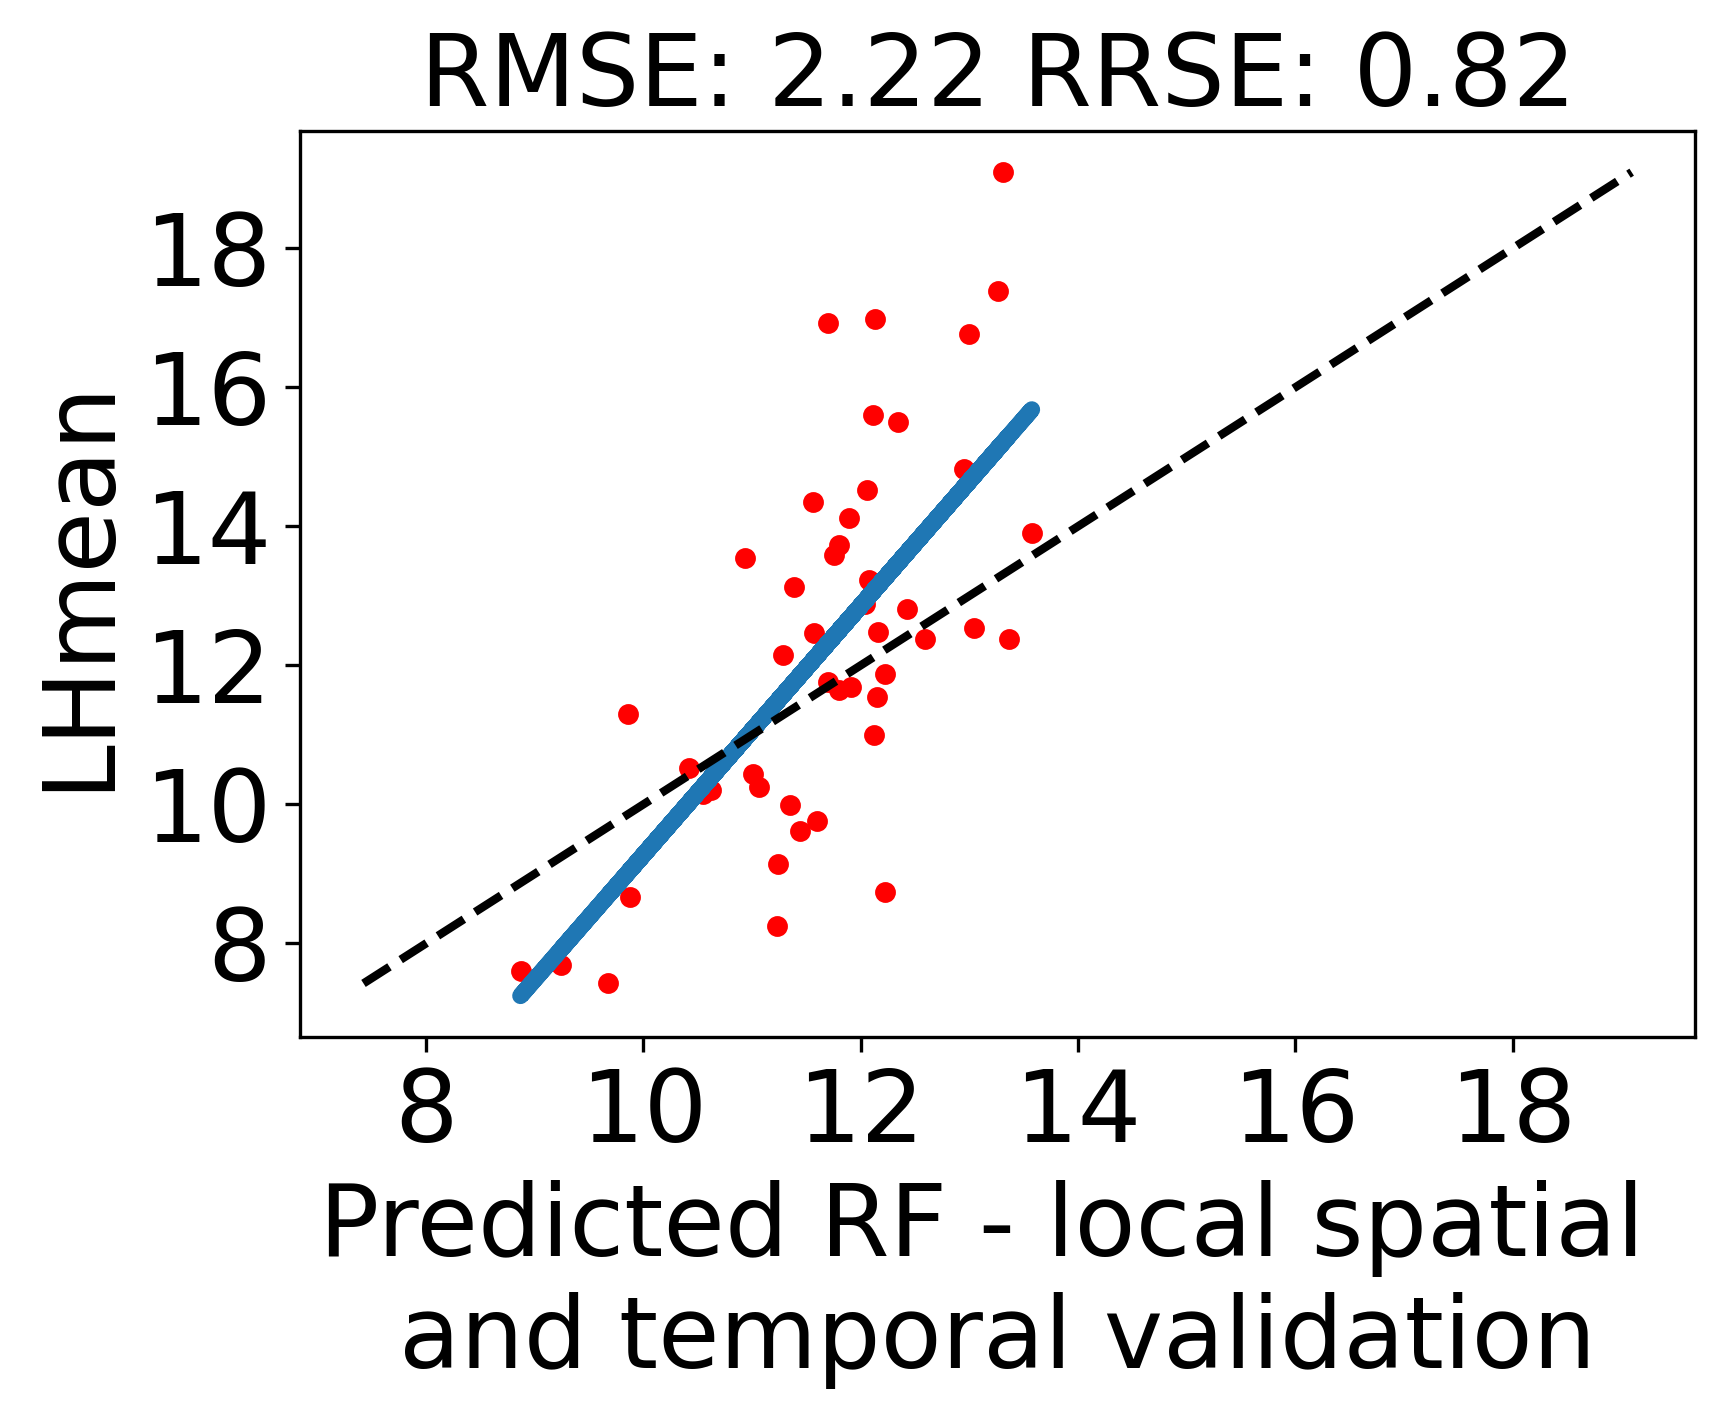 RMSE: 2.22 RRSE: 0.82
LHmean
18
16
14
12
10
8
8 10 12 14 16 18
Predicted RF - local spatial
and temporal validation